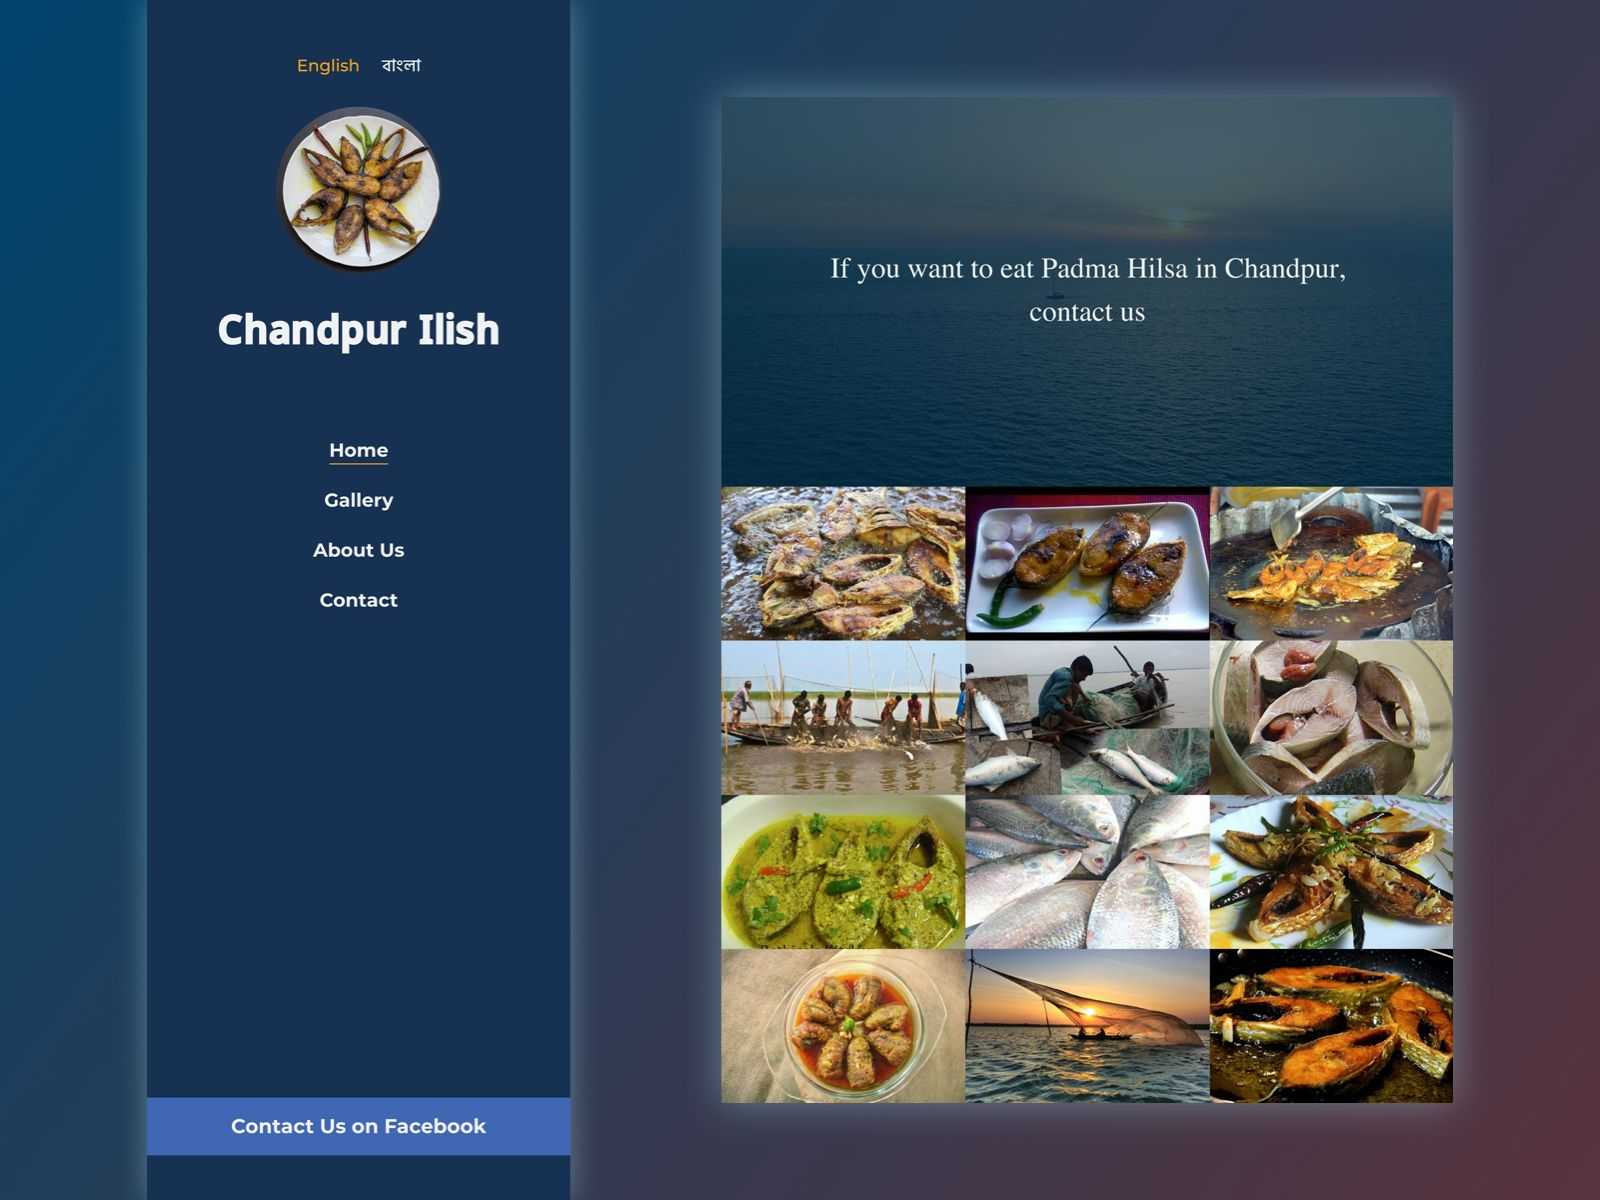 English বাংলা
Chandpur Ilish
Home
Gallery
About Us
Contact
Contact Us on Facebook
If you want to eat Padma Hilsa in Chandpur,
contact us